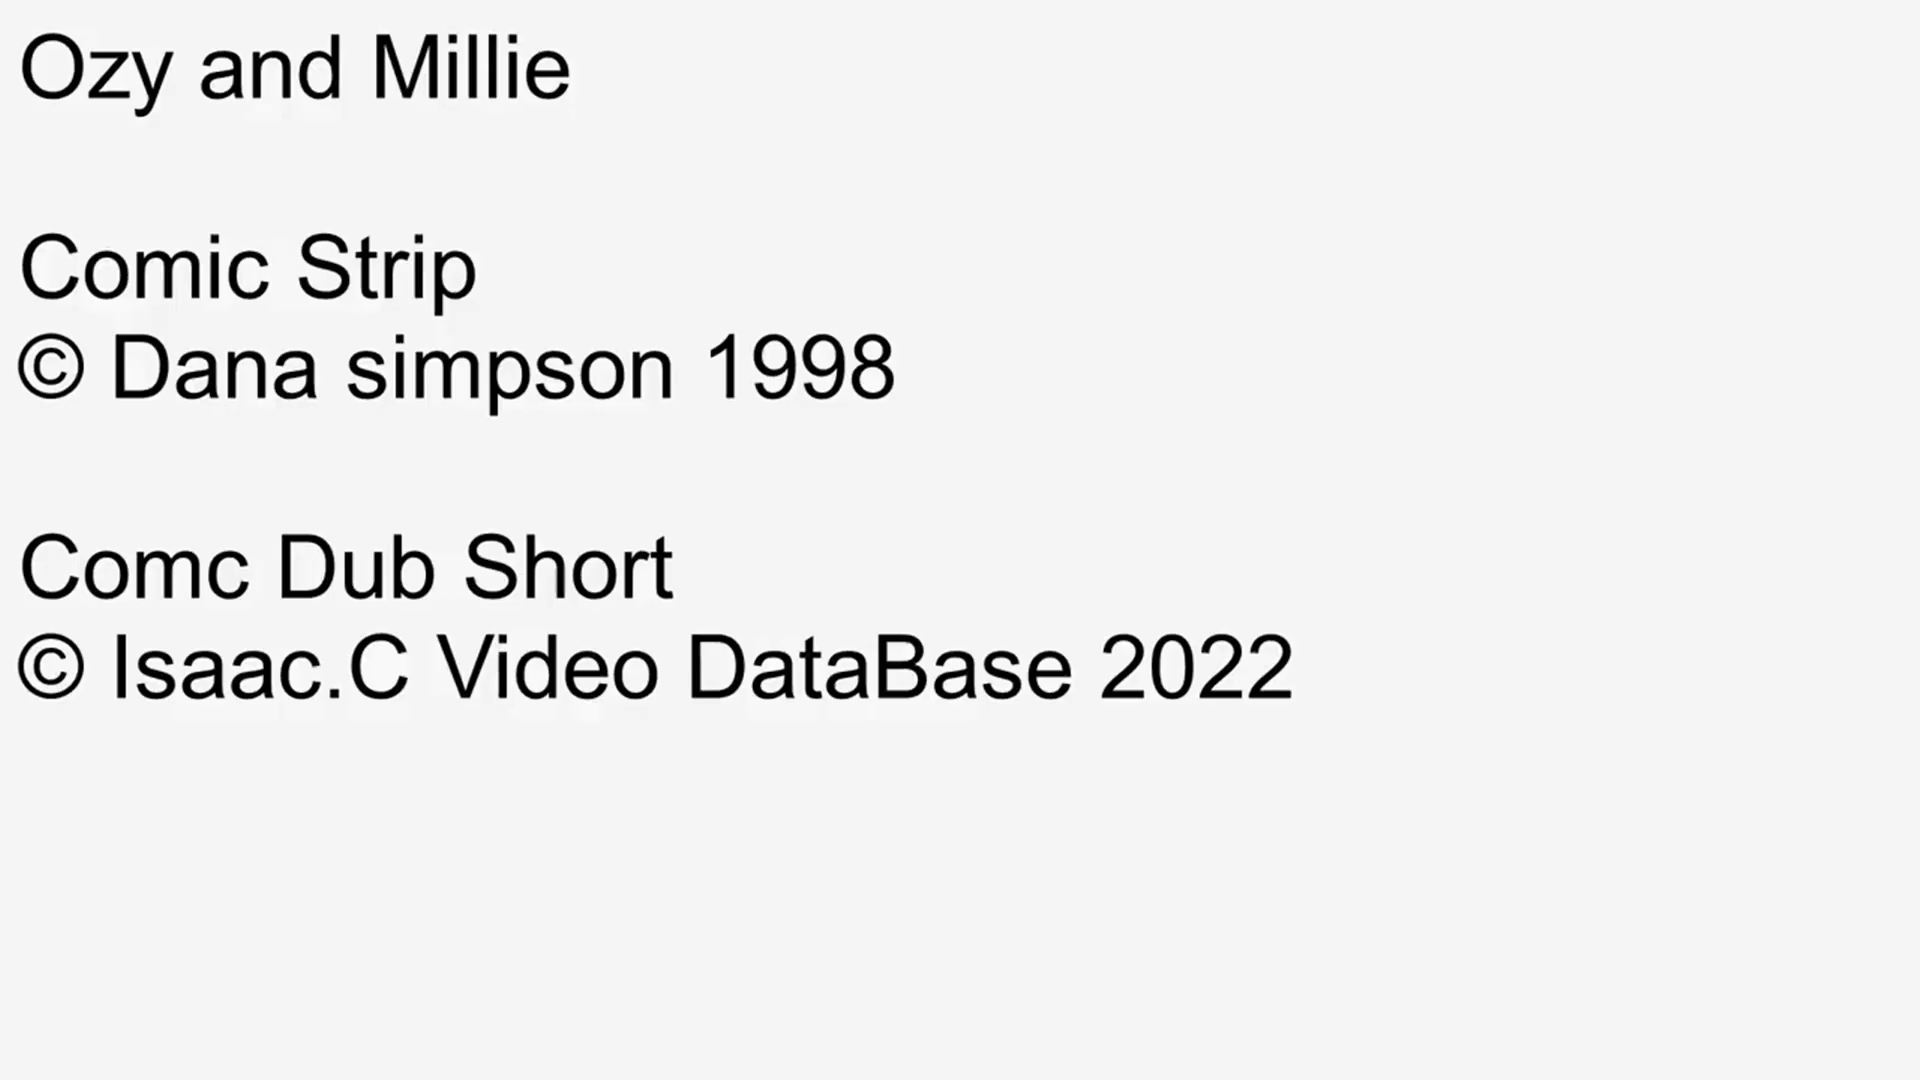 Ozy and Millie
Comic Strip
© Dana simpson 1998
Comc Dub Short
© Isaac.C Video DataBase 2022